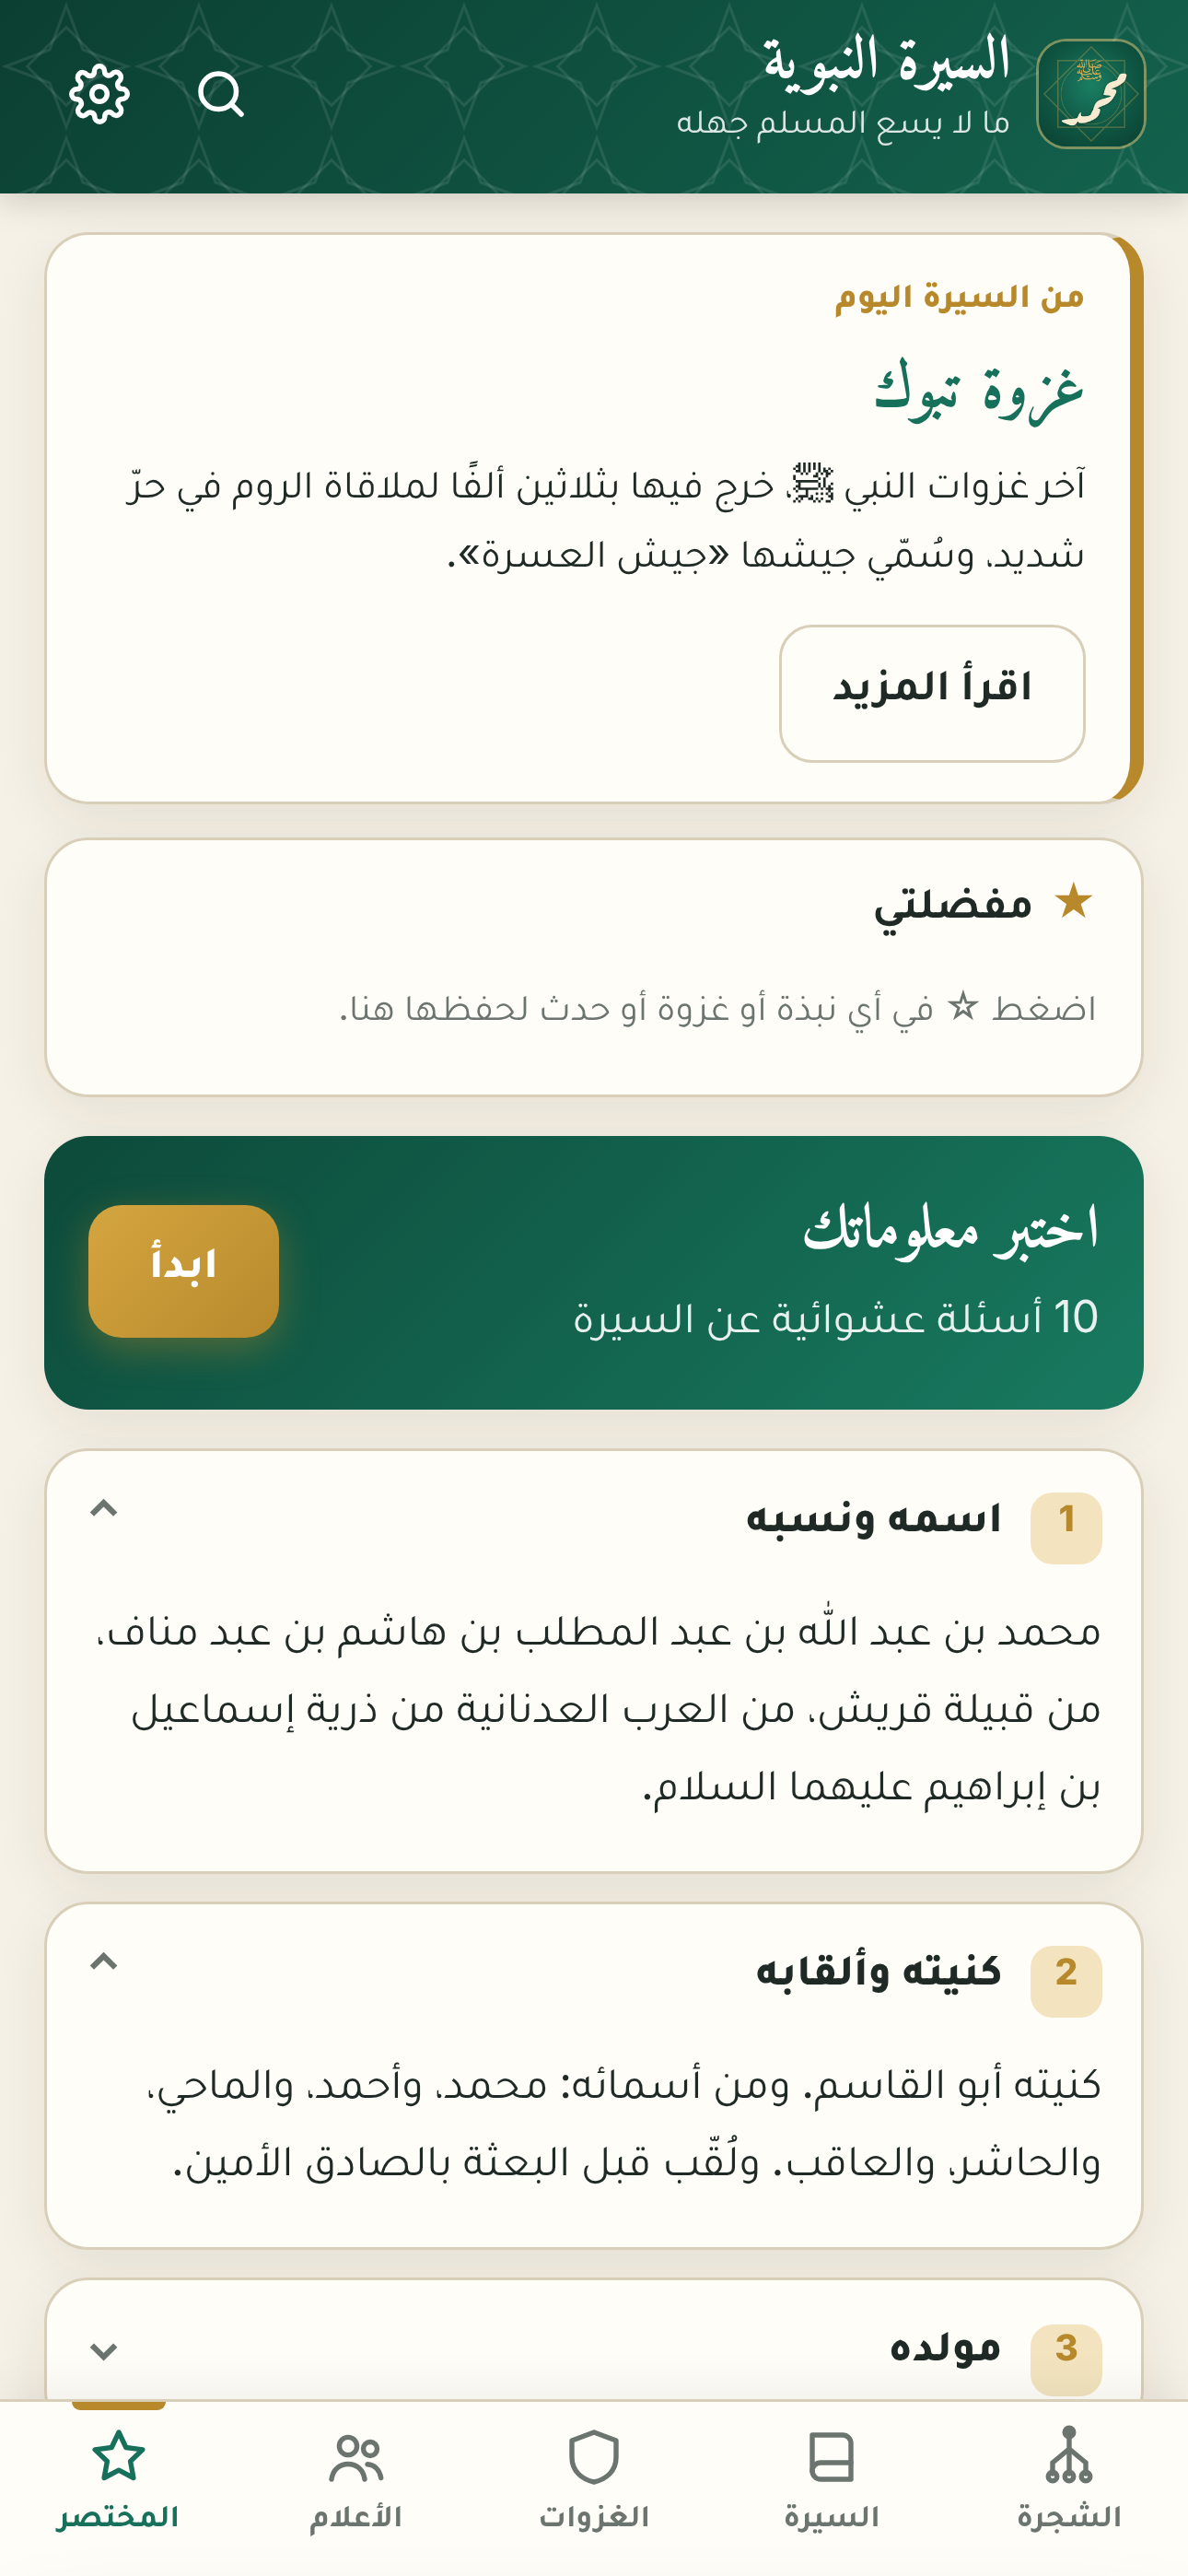 السيرة النبوية
ما لا يسع المسلم جهله
محمد ﷺ
من السيرة اليوم
غزوة تبوك
آخر غزوات النبي ﷺ، خرج فيها بثلاثين ألفًا لملاقاة الروم في حرّ
شديد، وسُمّي جيشها «جيش العسرة».
اقرأ المزيد
★ مفضلتي
اضغط ☆ في أي نبذة أو غزوة أو حدث لحفظها هنا.
اختبر معلوماتك
10 أسئلة عشوائية عن السيرة
ابدأ
1 اسمه ونسبه
محمد بن عبد الله بن عبد المطلب بن هاشم بن عبد مناف،
من قبيلة قريش، من العرب العدنانية من ذرية إسماعيل
بن إبراهيم عليهما السلام.
2 كنيته وألقابه
كنيته أبو القاسم. ومن أسمائه: محمد، وأحمد، والماحي،
والحاشر، والعاقب. ولُقّب قبل البعثة بالصادق الأمين.
3 مولده
الشجرة
السيرة
الغزوات
الأعلام
المختصر